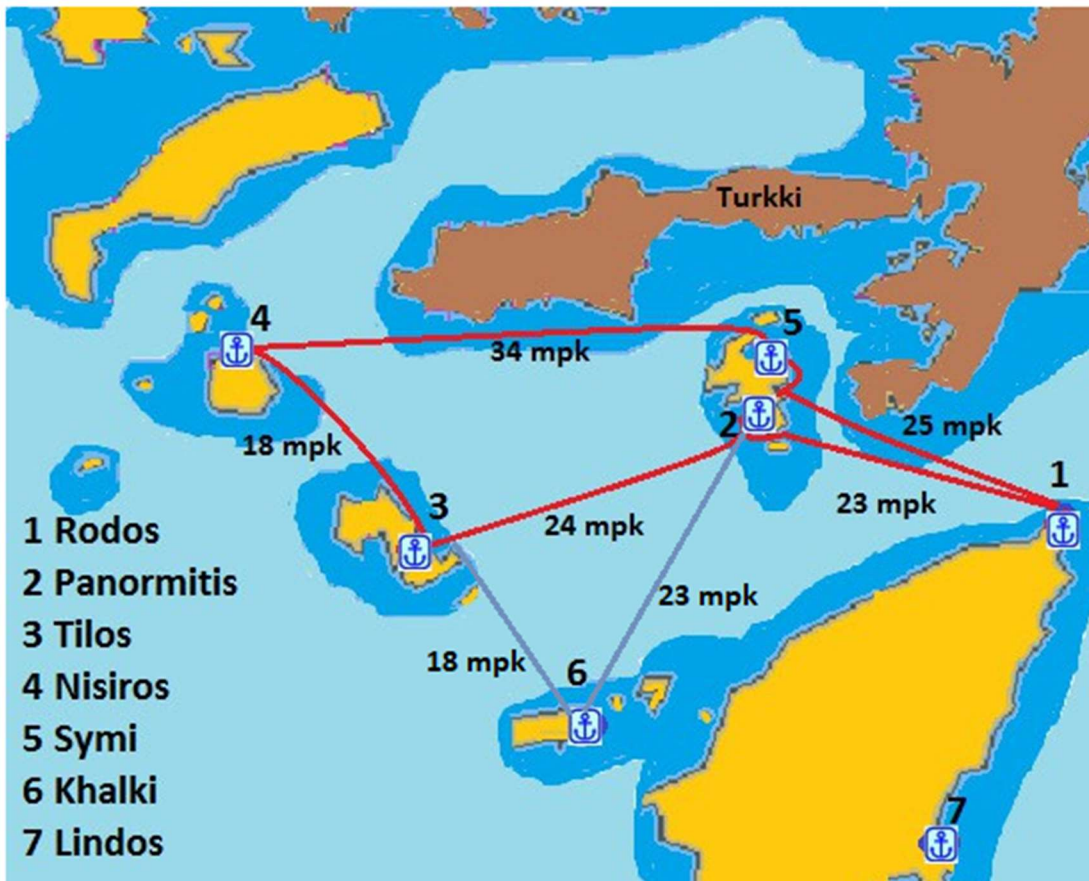 Turkki
4
5
34 mpk
2
25 mpk
18 mpk
1
3
23 mpk
24 mpk
1 Rodos
2 Panormitis
23 mpk
3 Tilos
18 mpk
6
4 Nisiros
5 Symi
6 Khalki
7
7 Lindos